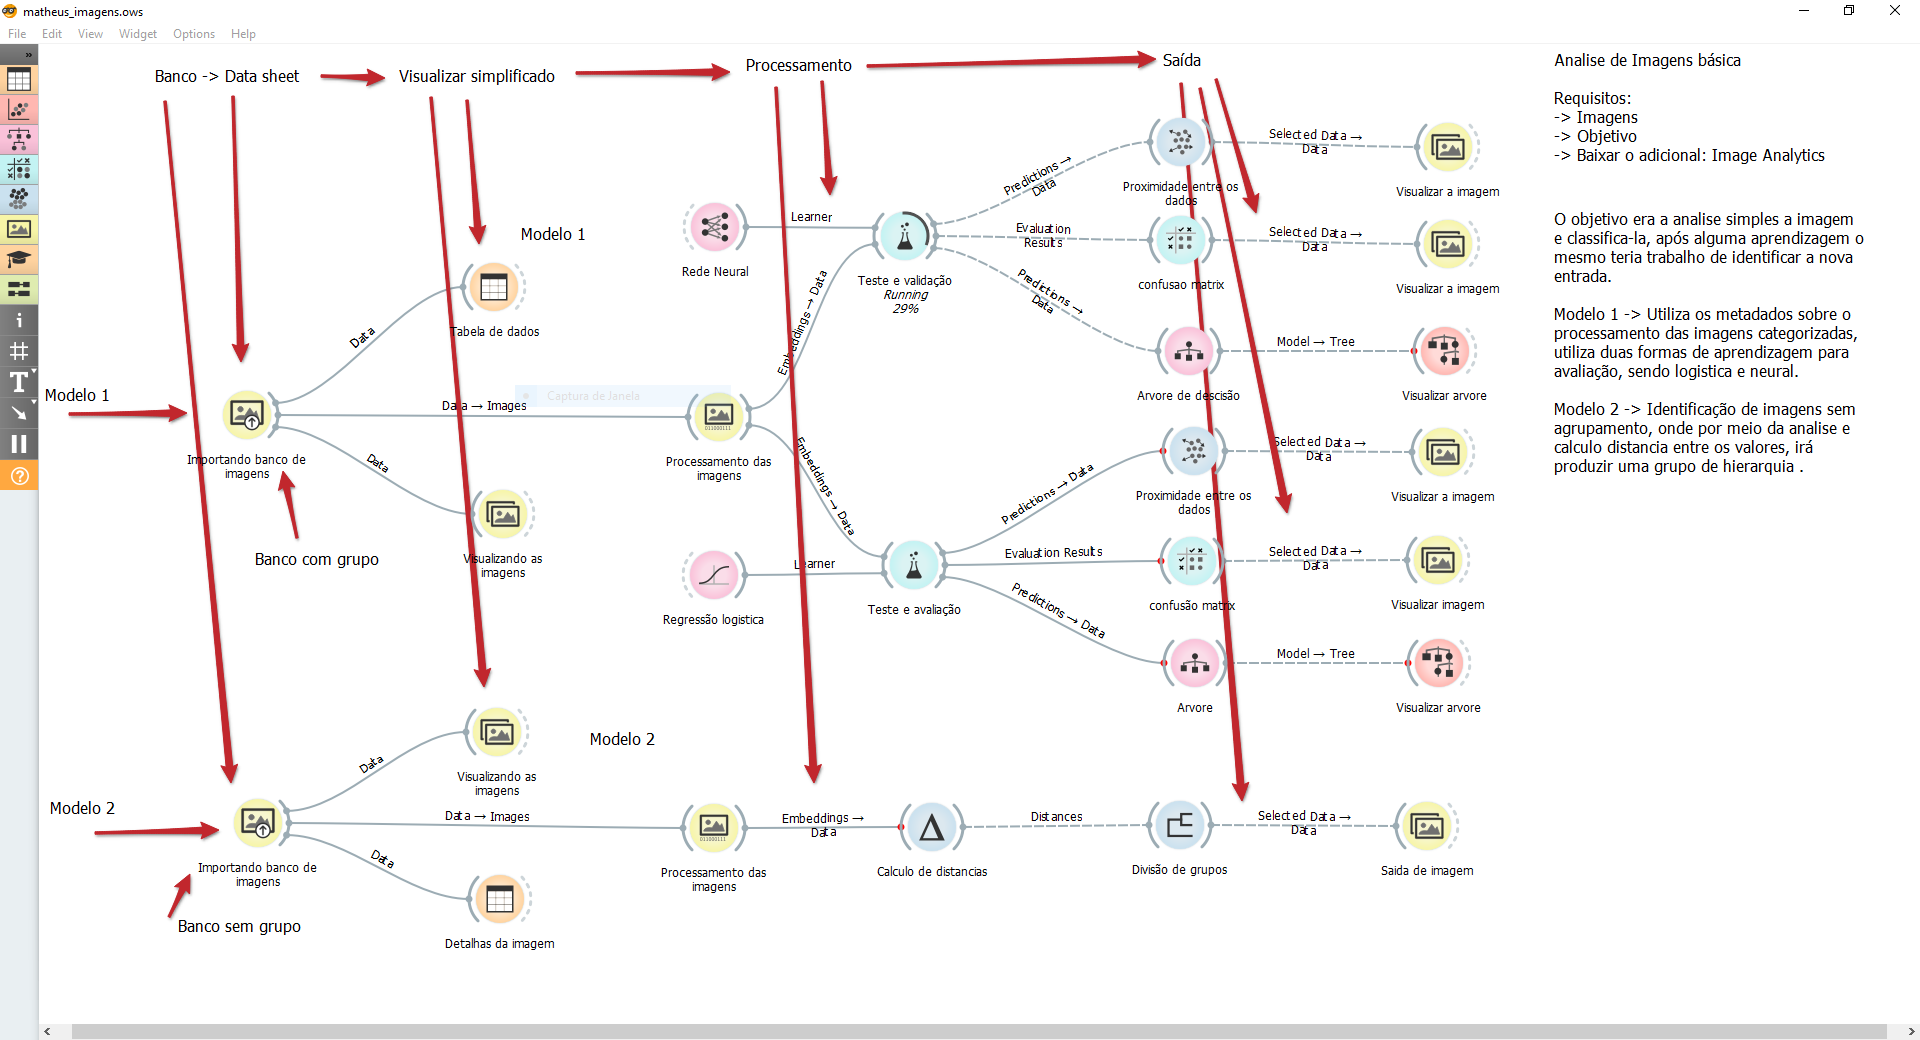 matheus_imagens.ows
File Edit View Widget Options Help
Banco -> Data sheet
Visualizar simplificado
Processamento
Saída
Modelo 1
Modelo 1
Importando banco de
imagens
Banco com grupo
Data
Data → Images
Data
Tabela de dados
Visualizando as
imagens
Captura de Janela
Rede Neural
Learner
Processamento das
imagens
Embeddings → Data
Embeddings → Data
Regressão logistica
Learner
Teste e validação
Running
29%
Teste e avaliação
Predictions →
Data
Evaluation
Results
Predictions →
Data
Proximidade entre os
dados
confusao matrix
Arvore de descisão
Selected Data →
Data
Selected Data →
Data
Model → Tree
Visualizar a imagem
Visualizar a imagem
Visualizar arvore
Predictions → Data
Evaluation Results
Predictions → Data
Proximidade entre os
dados
confusão matrix
Arvore
Selected Data →
Data
Selected Data →
Data
Model → Tree
Visualizar a imagem
Visualizar imagem
Visualizar arvore
Modelo 2
Modelo 2
Importando banco de
imagens
Banco sem grupo
Data
Data → Images
Data
Visualizando as
imagens
Detalhas da imagem
Processamento das
imagens
Embeddings →
Data
Calculo de distancias
Distances
Divisão de grupos
Selected Data →
Data
Saida de imagem
Analise de Imagens básica
Requisitos:
-> Imagens
-> Objetivo
-> Baixar o adicional: Image Analytics
O objetivo era a analise simples a imagem
e classifica-la, após alguma aprendizagem o
mesmo teria trabalho de identificar a nova
entrada.
Modelo 1 -> Utiliza os metadados sobre o
processamento das imagens categorizadas,
utiliza duas formas de aprendizagem para
avaliação, sendo logistica e neural.
Modelo 2 -> Identificação de imagens sem
agrupamento, onde por meio da analise e
calculo distancia entre os valores, irá
produzir uma grupo de hierarquia .